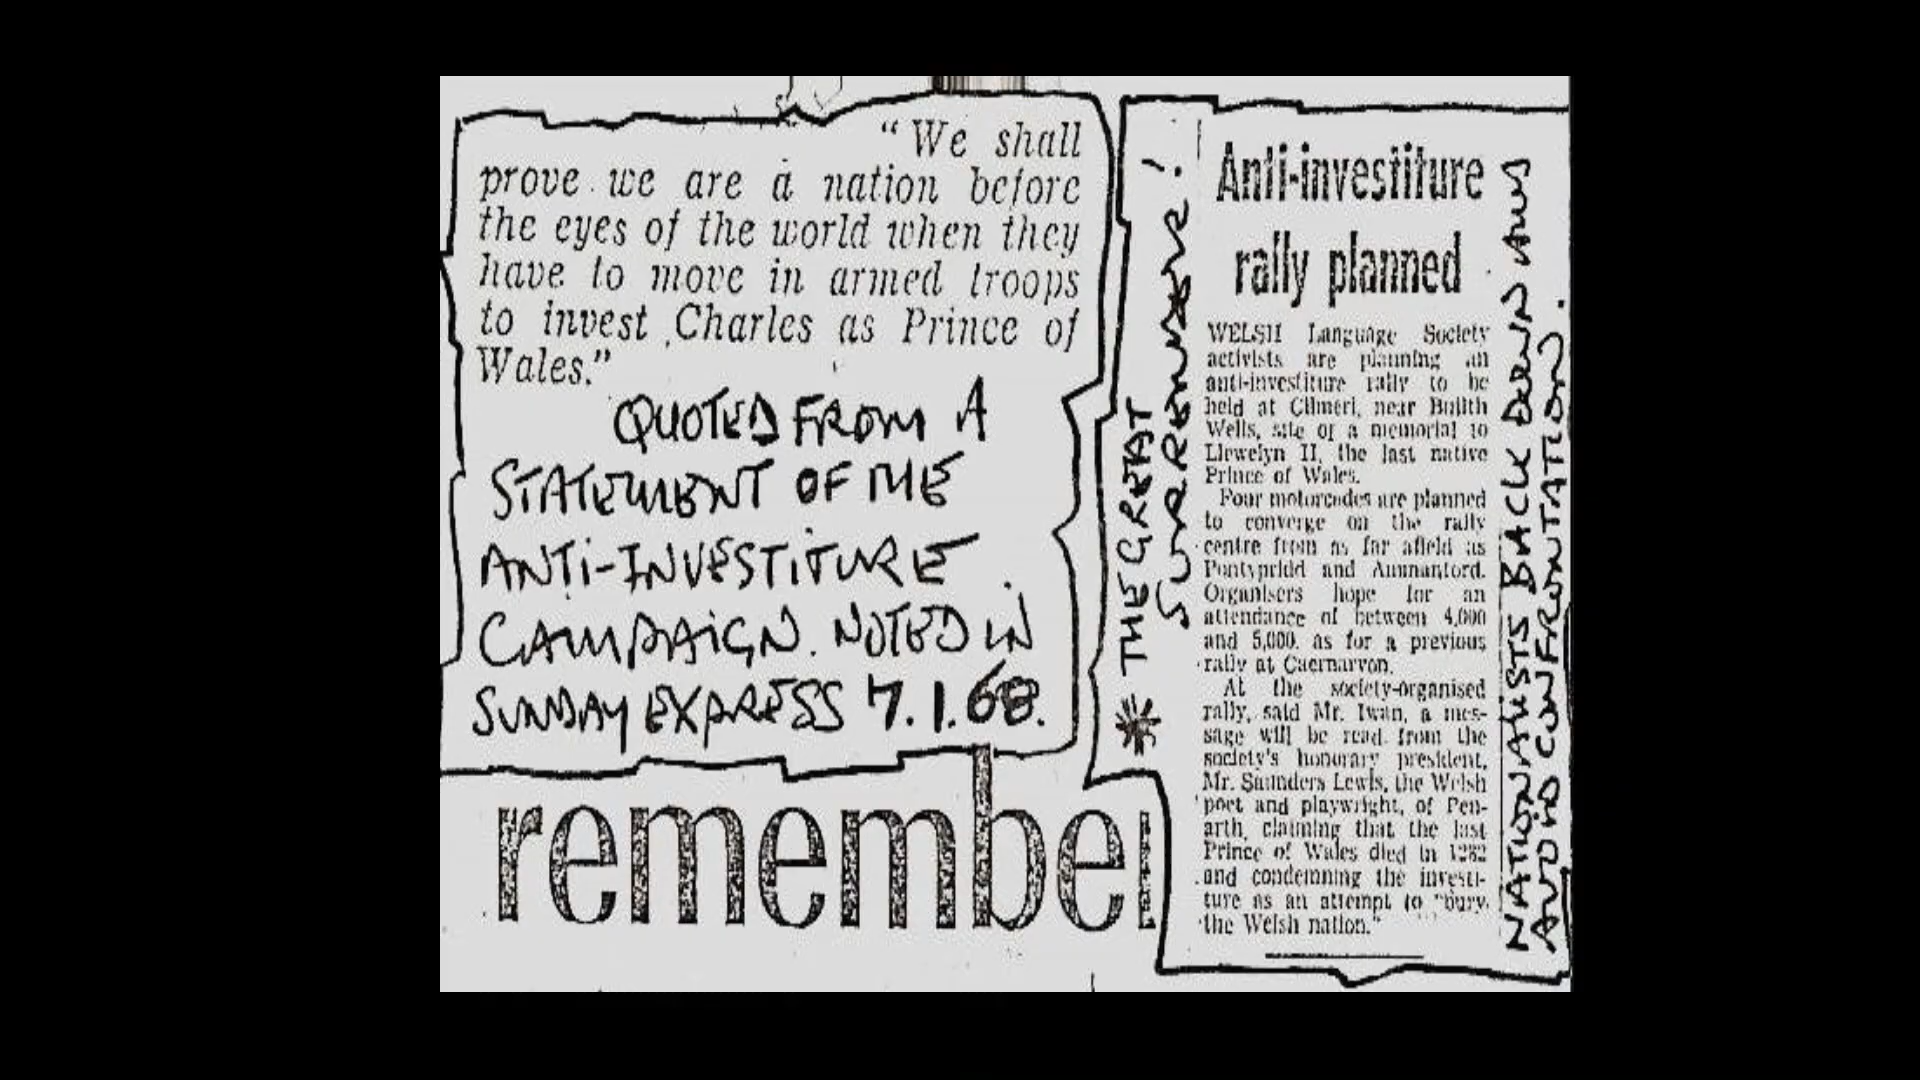 "We shall
prove we are a nation before
the eyes of the world when they
have to move in armed troops
to invest Charles as Prince of
Wales."
QUOTED FROM A
STATEMENT OF THE
ANTI-INVESTITURE
CAMPAIGN. NOTED IN
SUNDAY EXPRESS 7.1.68.
remember
* THE GREAT
SURRENDER!
Anti-investiture
rally planned
WELSH Language Society
activists are planning an
anti-investiture rally to be
held at Cilmeri, near Builth
Wells, site of a memorial to
Llewelyn II, the last native
Prince of Wales.
Four motorcades are planned
to converge on the rally
centre from as far afield as
Pontypridd and Ammanford.
Organisers hope for an
attendance of between 4,000
and 5,000. as for a previous
rally at Caernarvon.
At the society-organised
rally, said Mr. Iwan, a mes-
sage will be read from the
society's honorary president,
Mr. Saunders Lewis, the Welsh
poet and playwright, of Pen-
arth, claiming that the last
Prince of Wales died in 1282
and condemning the investi-
ture as an attempt to "bury
the Welsh nation."
NATIONALISTS BACK DOWN AND
AVOID CONFRONTATION.